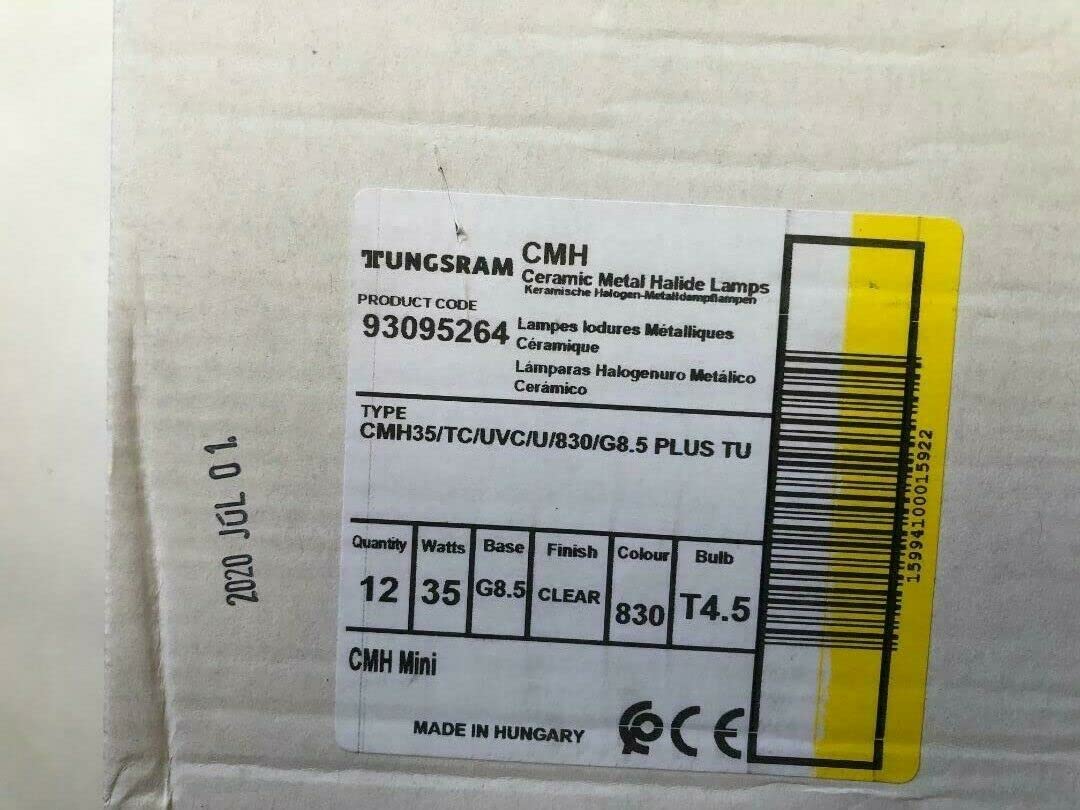 TUNGSRAM
CMH
Ceramic Metal Halide Lamps
Keramische Halogen-Metalldampflampen
PRODUCT CODE
93095264
Lampes Iodures Métalliques
Céramique
Lámparas Halogenuro Metálico
Cerámico
TYPE
CMH35/TC/UVC/U/830/G8.5 PLUS TU
Quantity Watts Base Finish Colour Bulb
12 35 G8.5 CLEAR 830 T4.5
CMH Mini
MADE IN HUNGARY
CE
15994100015922
2020 JUL 01.